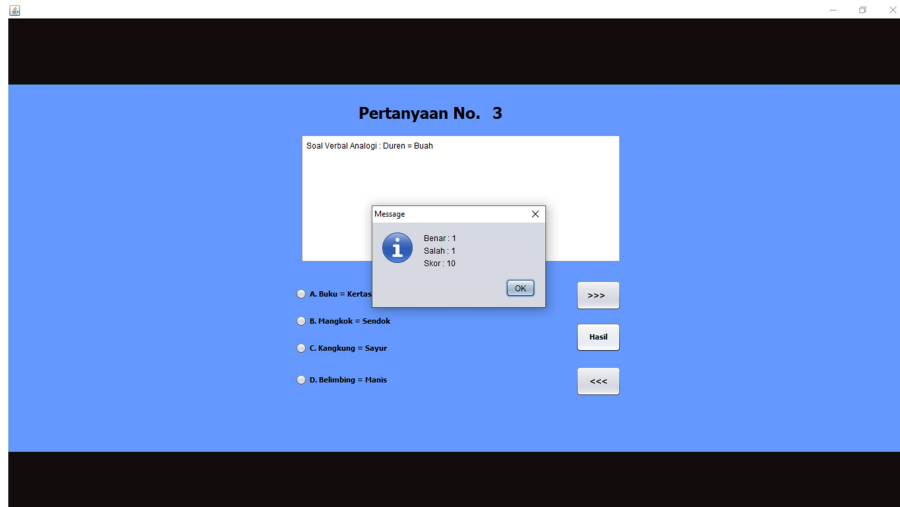 Pertanyaan No. 3
Soal Verbal Analogi : Duren = Buah
Message
Benar : 1
Salah : 1
Skor : 10
OK
A. Buku = Kertas
B. Mangkok = Sendok
C. Kangkung = Sayur
D. Belimbing = Manis
>>>
Hasil
<<<